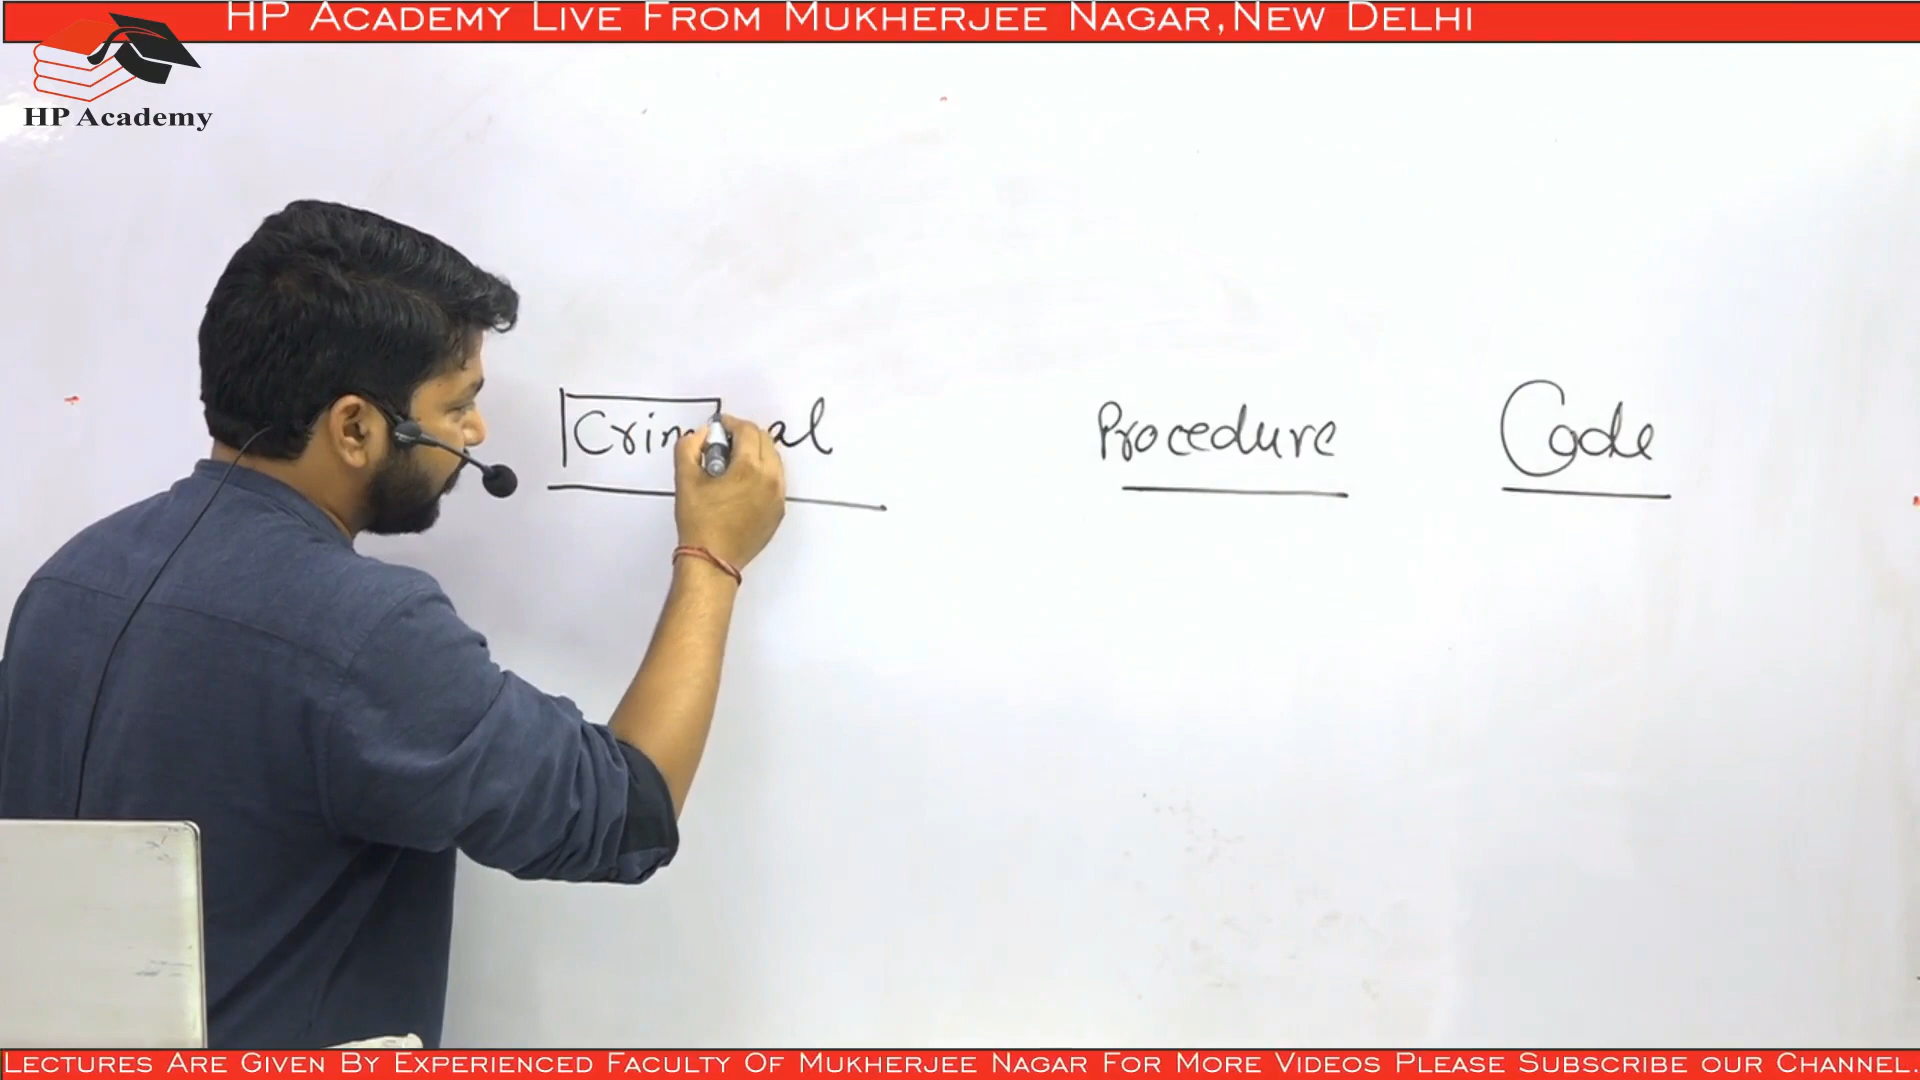 HP Academy Live From Mukherjee Nagar,New Delhi
HP Academy
Criminal Procedure Code
Lectures Are Given By Experienced Faculty Of Mukherjee Nagar For More Videos Please Subscribe our Channel.